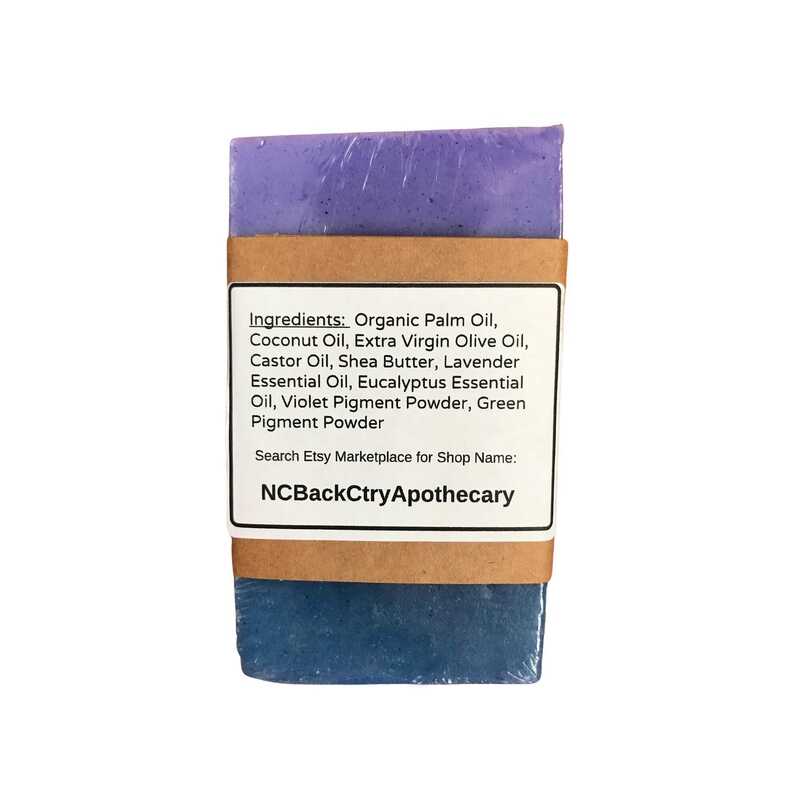 Ingredients: Organic Palm Oil,
Coconut Oil, Extra Virgin Olive Oil,
Castor Oil, Shea Butter, Lavender
Essential Oil, Eucalyptus Essential
Oil, Violet Pigment Powder, Green
Pigment Powder
Search Etsy Marketplace for Shop Name:
NCBackCtryApothecary